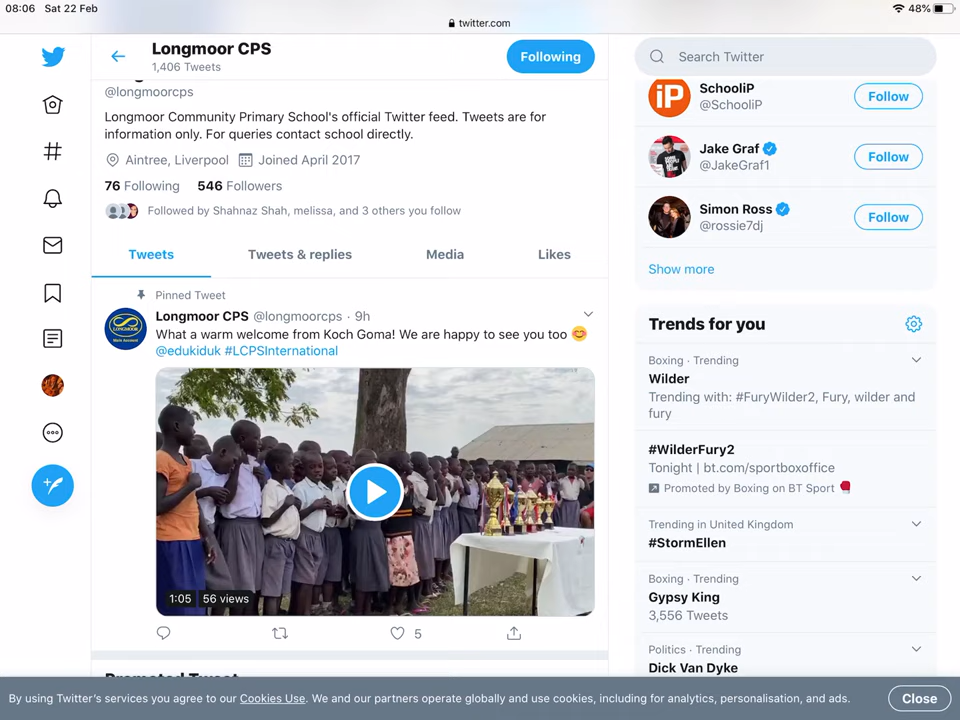 08:06 Sat 22 Feb
48%
twitter.com
Longmoor CPS
1,406 Tweets
Following
Search Twitter
@longmoorcps
Longmoor Community Primary School's official Twitter feed. Tweets are for
information only. For queries contact school directly.
Aintree, Liverpool Joined April 2017
76 Following 546 Followers
Followed by Shahnaz Shah, melissa, and 3 others you follow
Tweets Tweets & replies Media Likes
Pinned Tweet
Longmoor CPS @longmoorcps · 9h
What a warm welcome from Koch Goma! We are happy to see you too 😊
@edukiduk #LCPSInternational
LONGMOOR
1:05 56 views
5
iP
SchooliP
@SchooliP
Follow
Jake Graf
@JakeGraf1
Follow
Simon Ross
@rossie7dj
Follow
Show more
Trends for you
Boxing · Trending
Wilder
Trending with: #FuryWilder2, Fury, wilder and
fury
#WilderFury2
Tonight | bt.com/sportboxoffice
Promoted by Boxing on BT Sport 🥊
Trending in United Kingdom
#StormEllen
Boxing · Trending
Gypsy King
3,556 Tweets
Politics · Trending
Dick Van Dyke
Promoted Tweet
By using Twitter's services you agree to our Cookies Use. We and our partners operate globally and use cookies, including for analytics, personalisation, and ads.
Close